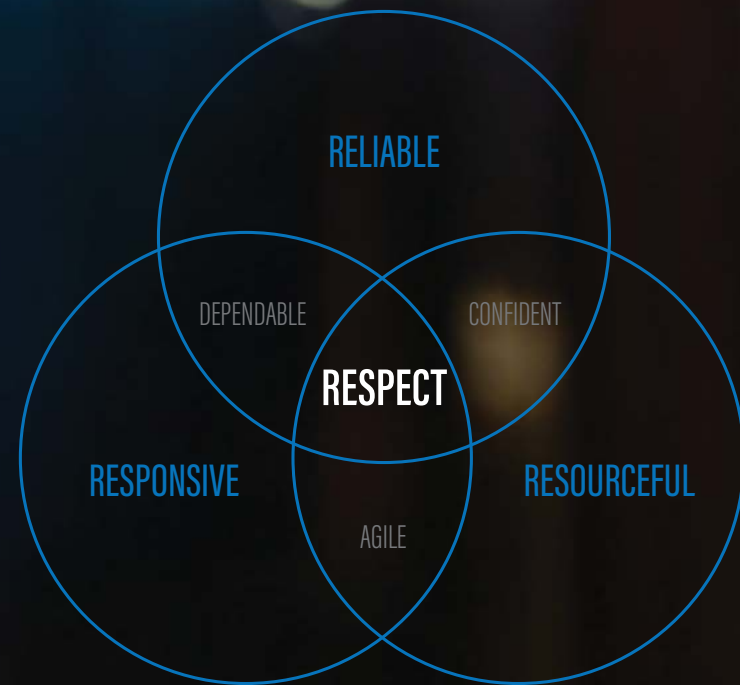 RELIABLE
DEPENDABLE
CONFIDENT
RESPECT
RESPONSIVE
RESOURCEFUL
AGILE